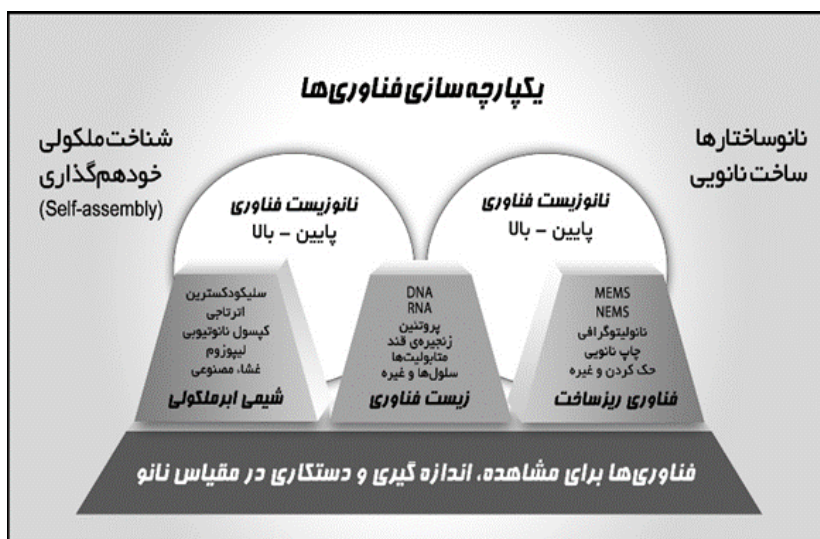 یکپارچه سازی فناوری‌ها
نانوساختارها
ساخت نانویی
شناخت ملکولی
خودهم‌گذاری
(Self-assembly)
نانوزیست فناوری
پایین – بالا
نانوزیست فناوری
پایین – بالا
MEMS
NEMS
نانولیتوگرافی
چاپ نانویی
حک کردن و غیره
فناوری ریزساخت
DNA
RNA
پروتئین
زنجیره‌ی قند
متابولیت‌ها
سلول‌ها و غیره
زیست فناوری
سلیکودکسترین
اترتاجی
کپسول نانوتیوبی
لیپوزوم
غشاء مصنوعی
شیمی ابرملکولی
فناوری‌ها برای مشاهده، اندازه گیری و دستکاری در مقیاس نانو